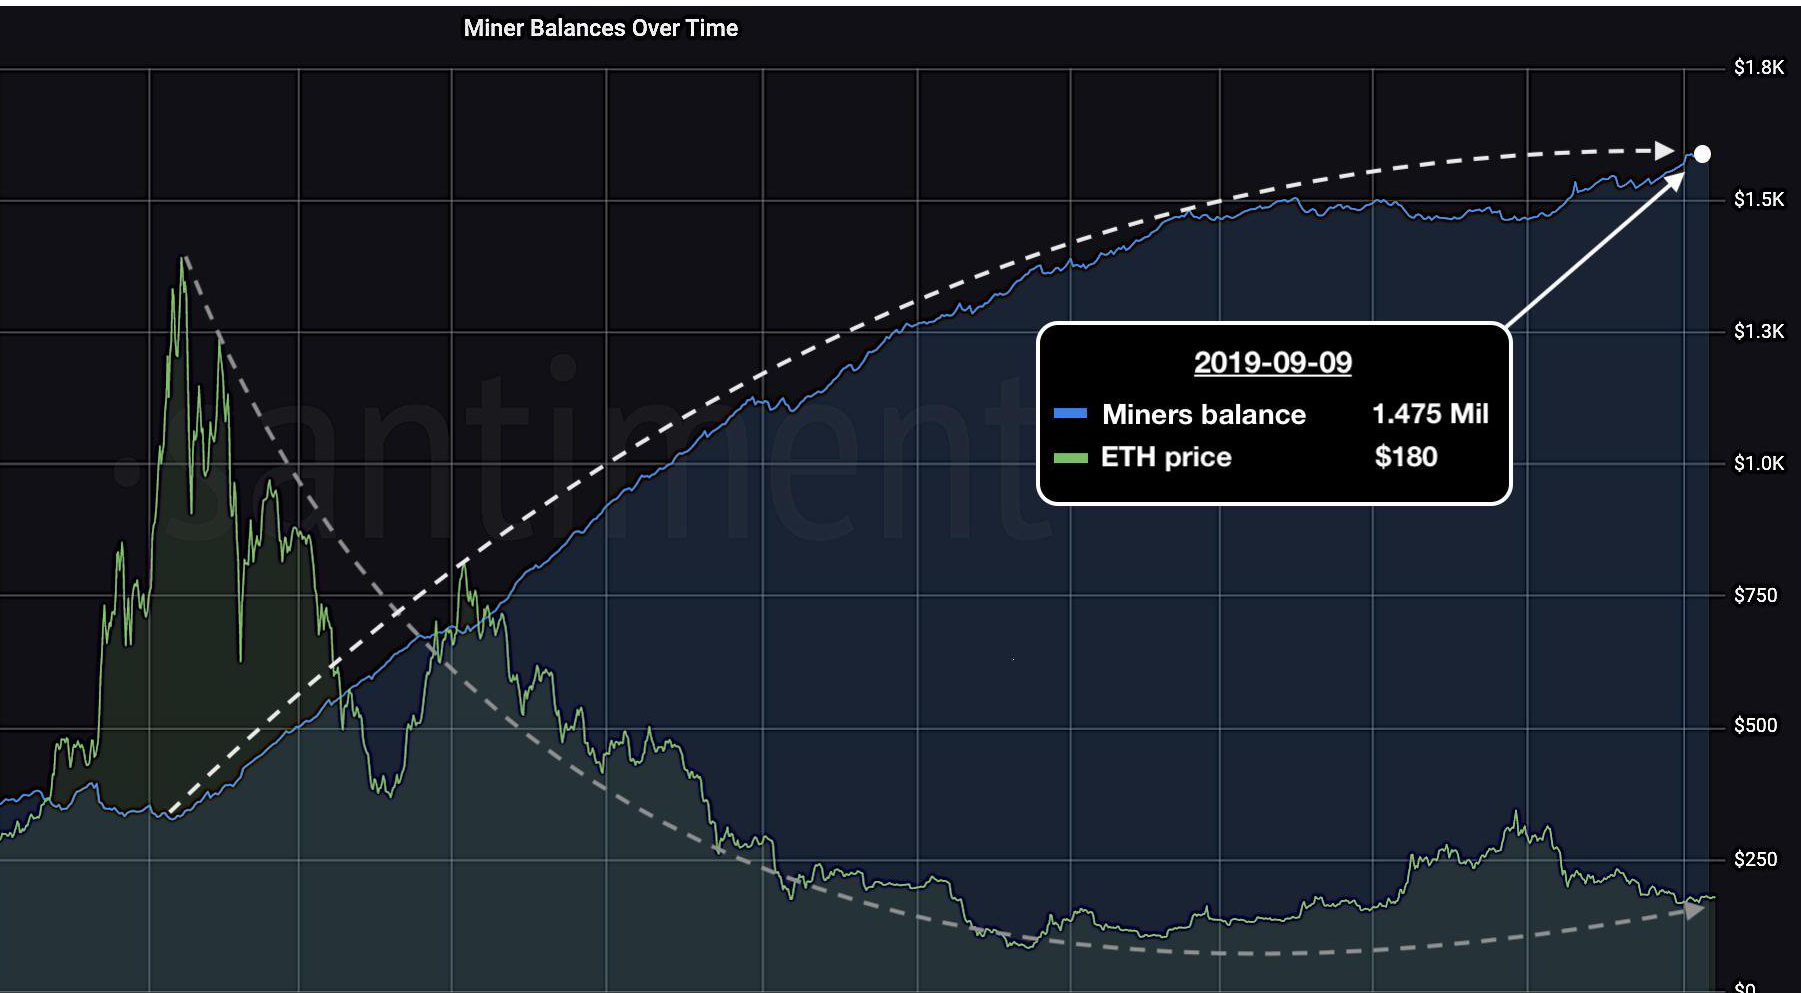 Miner Balances Over Time
$1.8K
$1.5K
$1.3K
2019-09-09
Miners balance 1.475 Mil
ETH price $180
santiment
$1.0K
$750
$500
$250
$0